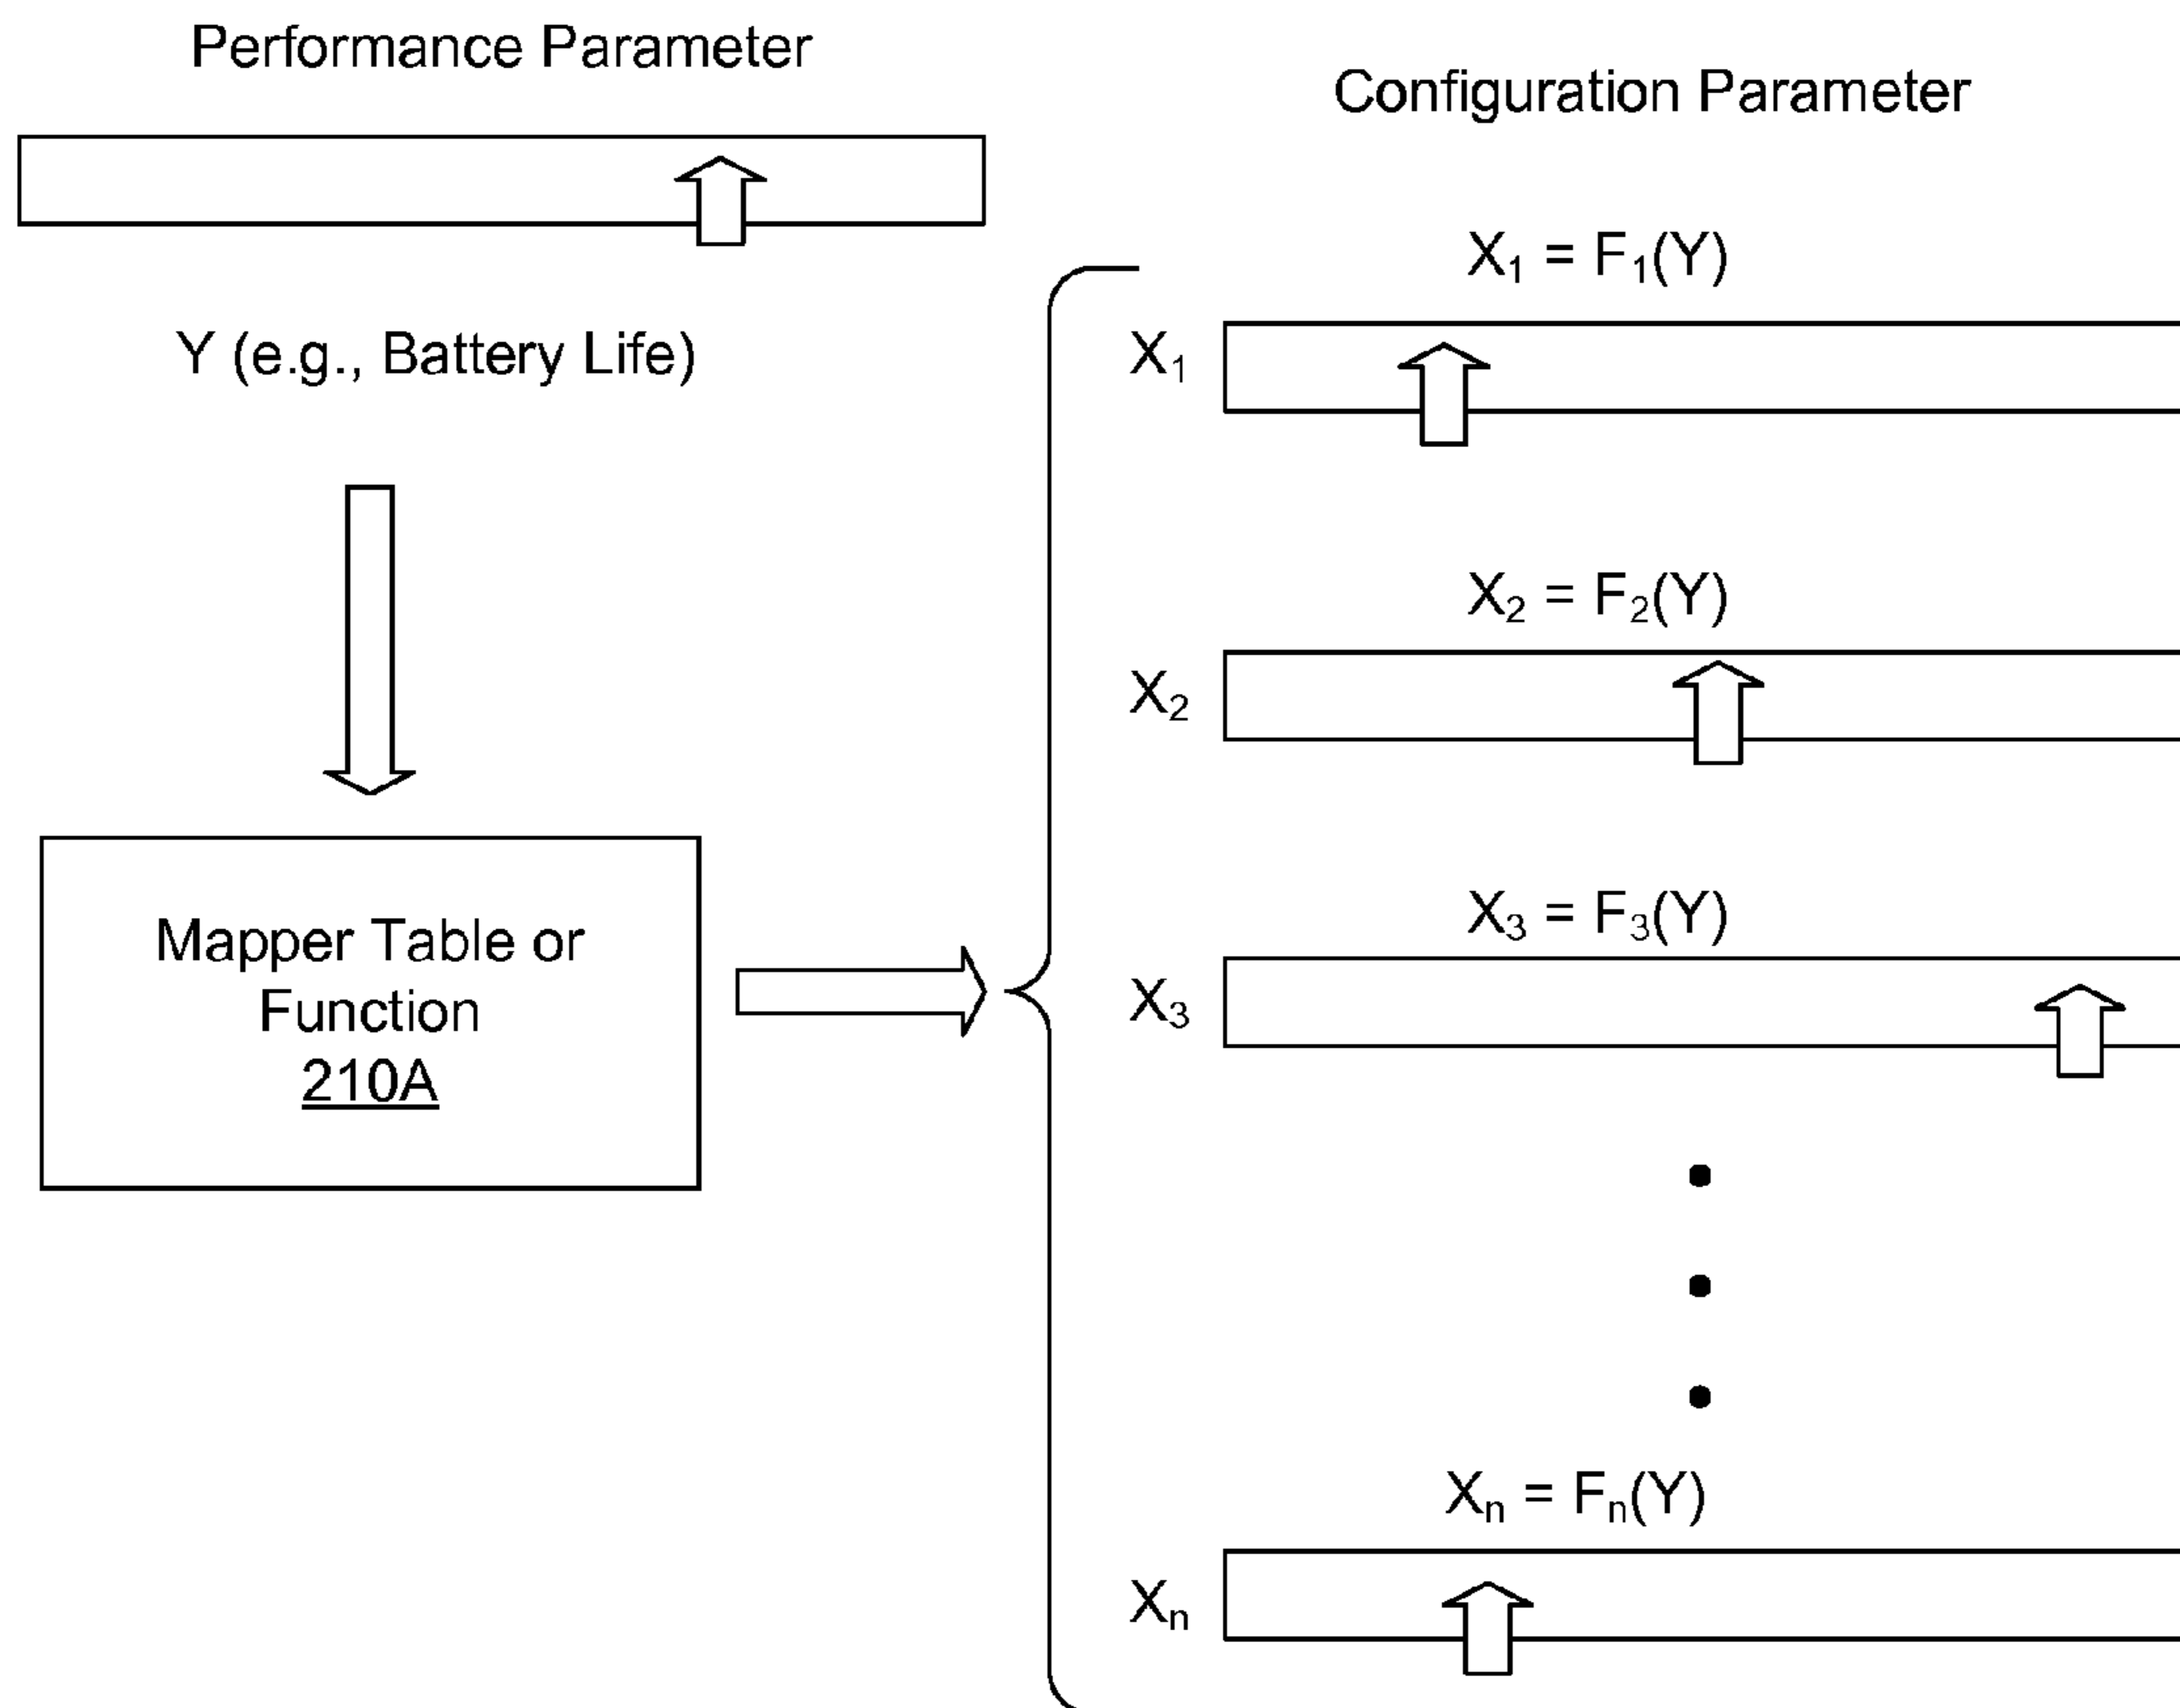 Performance Parameter
Y (e.g., Battery Life)
Mapper Table or
Function
210A
Configuration Parameter
X₁ = F₁(Y)
X₁
X₂ = F₂(Y)
X₂
X₃ = F₃(Y)
X₃
Xₙ = Fₙ(Y)
Xₙ